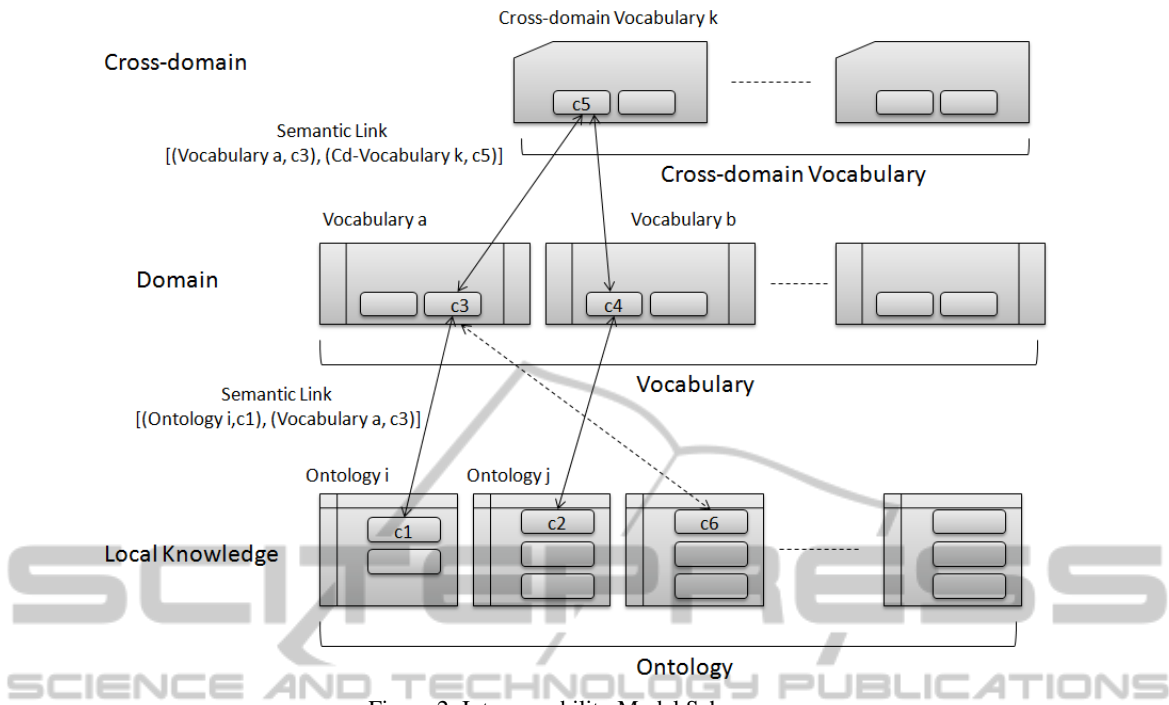 Cross-domain Vocabulary k
Cross-domain
c5
Semantic Link
[(Vocabulary a, c3), (Cd-Vocabulary k, c5)]
Cross-domain Vocabulary
Vocabulary a
Vocabulary b
Domain
c3
c4
Vocabulary
Semantic Link
[(Ontology i,c1), (Vocabulary a, c3)]
Ontology i
Ontology j
c1
c2
c6
Local Knowledge
SCITEPRESS
Ontology
SCIENCE AND TECHNOLOGY PUBLICATIONS